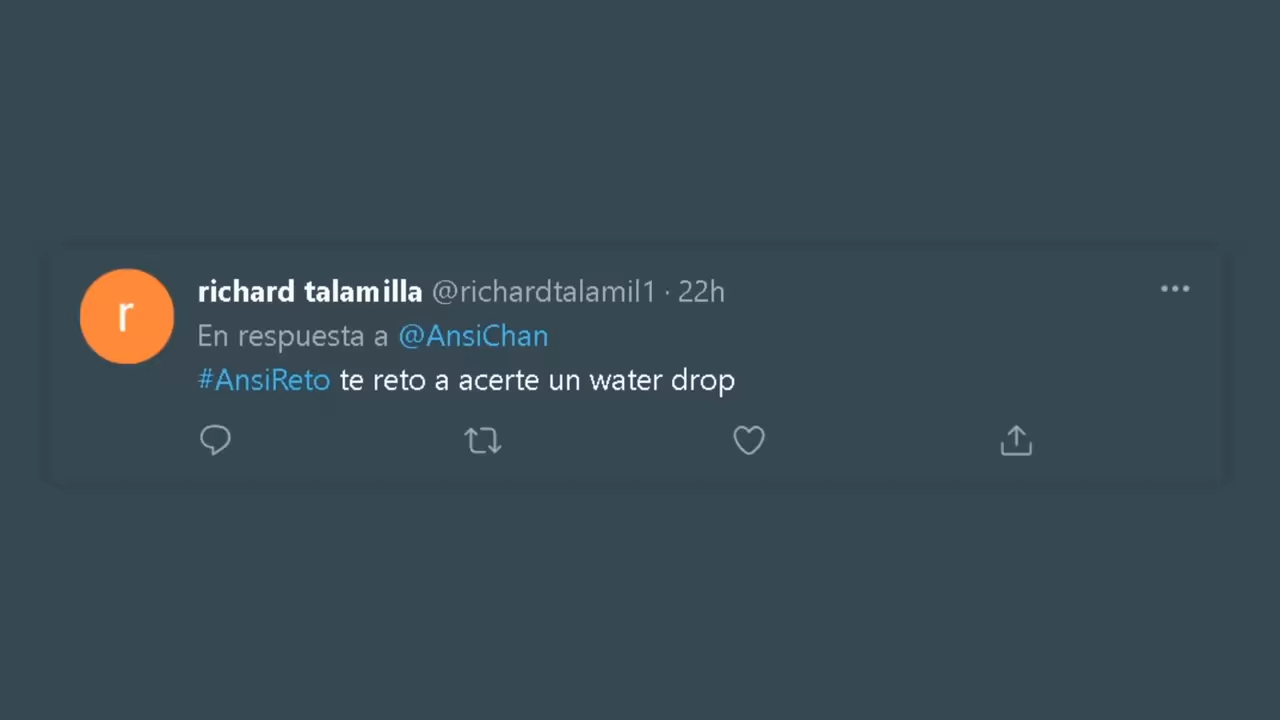 r
richard talamilla @richardtalamil1 · 22h
En respuesta a @AnsiChan
#AnsiReto te reto a acerte un water drop